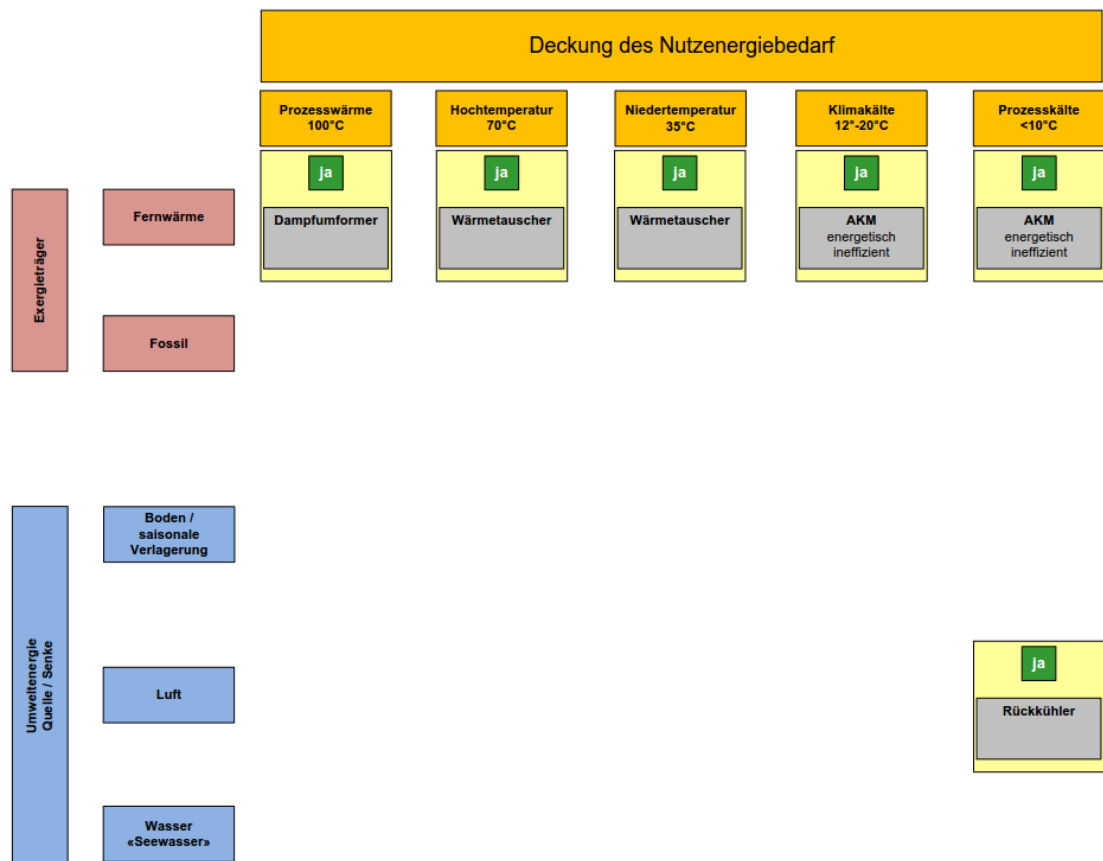 Deckung des Nutzenergiebedarf
Prozesswärme
100°C
Hochtemperatur
70°C
Niedertemperatur
35°C
Klimakälte
12°-20°C
Prozesskälte
<10°C
Exergieträger
Fernwärme
ja
Dampfumformer
ja
Wärmetauscher
ja
Wärmetauscher
ja
AKM
energetisch
ineffizient
ja
AKM
energetisch
ineffizient
Fossil
Umweltenergie
Quelle / Senke
Boden /
saisonale
Verlagerung
Luft
ja
Rückkühler
Wasser
«Seewasser»